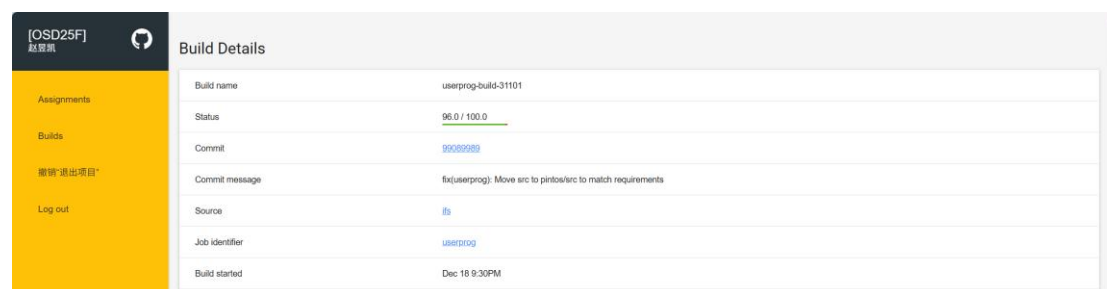 [OSD25F]
赵昱凯
Assignments
Builds
撤销“退出项目”
Log out
Build Details
Build name userprog-build-31101
Status 96.0 / 100.0
Commit 99089989
Commit message fix(userprog): Move src to pintos/src to match requirements
Source ifs
Job identifier userprog
Build started Dec 18 9:30PM